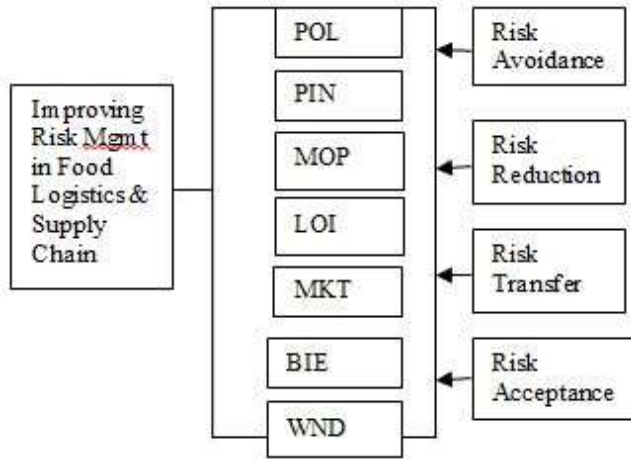 Improving
Risk Mgmt
in Food
Logistics &
Supply
Chain
POL
PIN
MOP
LOI
MKT
BIE
WND
Risk
Avoidance
Risk
Reduction
Risk
Transfer
Risk
Acceptance